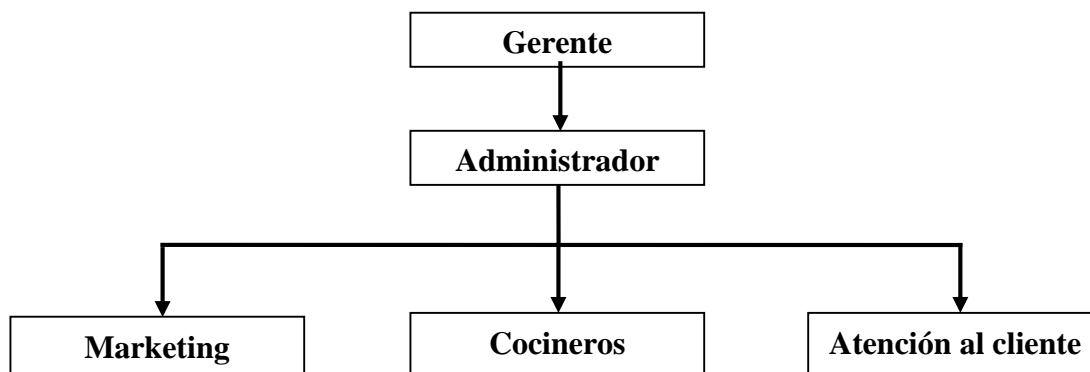 Gerente
Administrador
Marketing
Cocineros
Atención al cliente